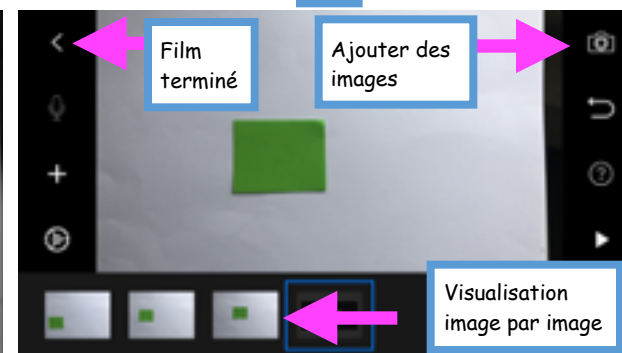 Film
terminé
Ajouter des
images
Visualisation
image par image